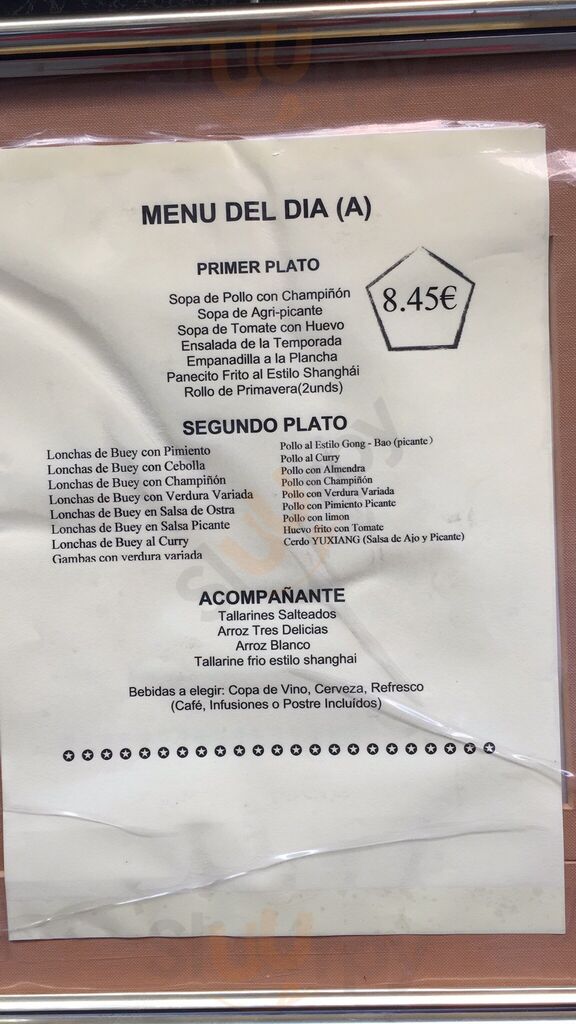 MENU DEL DIA (A)
PRIMER PLATO
8.45€
Sopa de Pollo con Champiñón
Sopa de Agri-picante
Sopa de Tomate con Huevo
Ensalada de la Temporada
Empanadilla a la Plancha
Panecito Frito al Estilo Shanghái
Rollo de Primavera(2unds)
SEGUNDO PLATO
Lonchas de Buey con Pimiento
Lonchas de Buey con Cebolla
Lonchas de Buey con Champiñón
Lonchas de Buey con Verdura Variada
Lonchas de Buey en Salsa de Ostra
Lonchas de Buey en Salsa Picante
Lonchas de Buey al Curry
Gambas con verdura variada
Pollo al Estilo Gong - Bao (picante)
Pollo al Curry
Pollo con Almendra
Pollo con Champiñón
Pollo con Verdura Variada
Pollo con Pimiento Picante
Pollo con limon
Huevo frito con Tomate
Cerdo YUXIANG (Salsa de Ajo y Picante)
ACOMPAÑANTE
Tallarines Salteados
Arroz Tres Delicias
Arroz Blanco
Tallarine frio estilo shanghai
Bebidas a elegir: Copa de Vino, Cerveza, Refresco
(Café, Infusiones o Postre Incluídos)
sluurpy